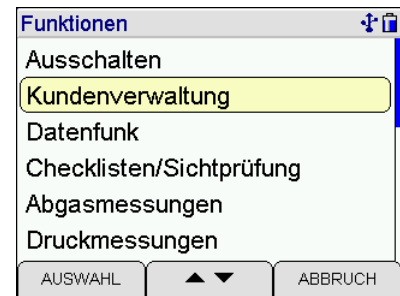 Funktionen
Ausschalten
Kundenverwaltung
Datenfunk
Checklisten/Sichtprüfung
Abgasmessungen
Druckmessungen
AUSWAHL ▲ ▼ ABBRUCH